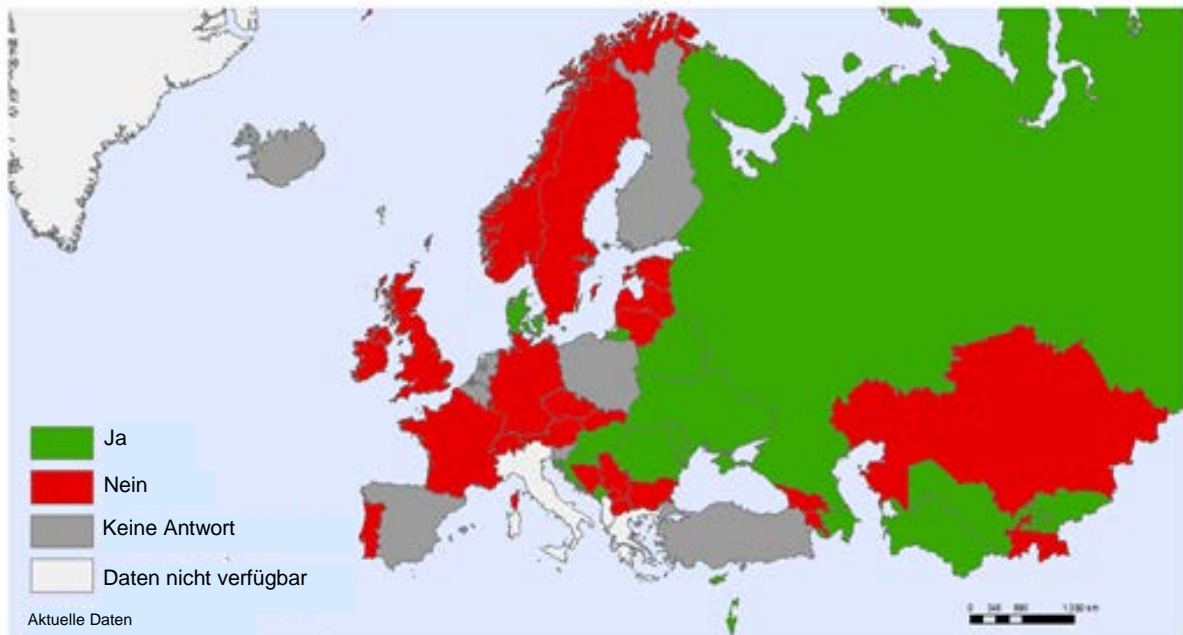 Ja
Nein
Keine Antwort
Daten nicht verfügbar
Aktuelle Daten